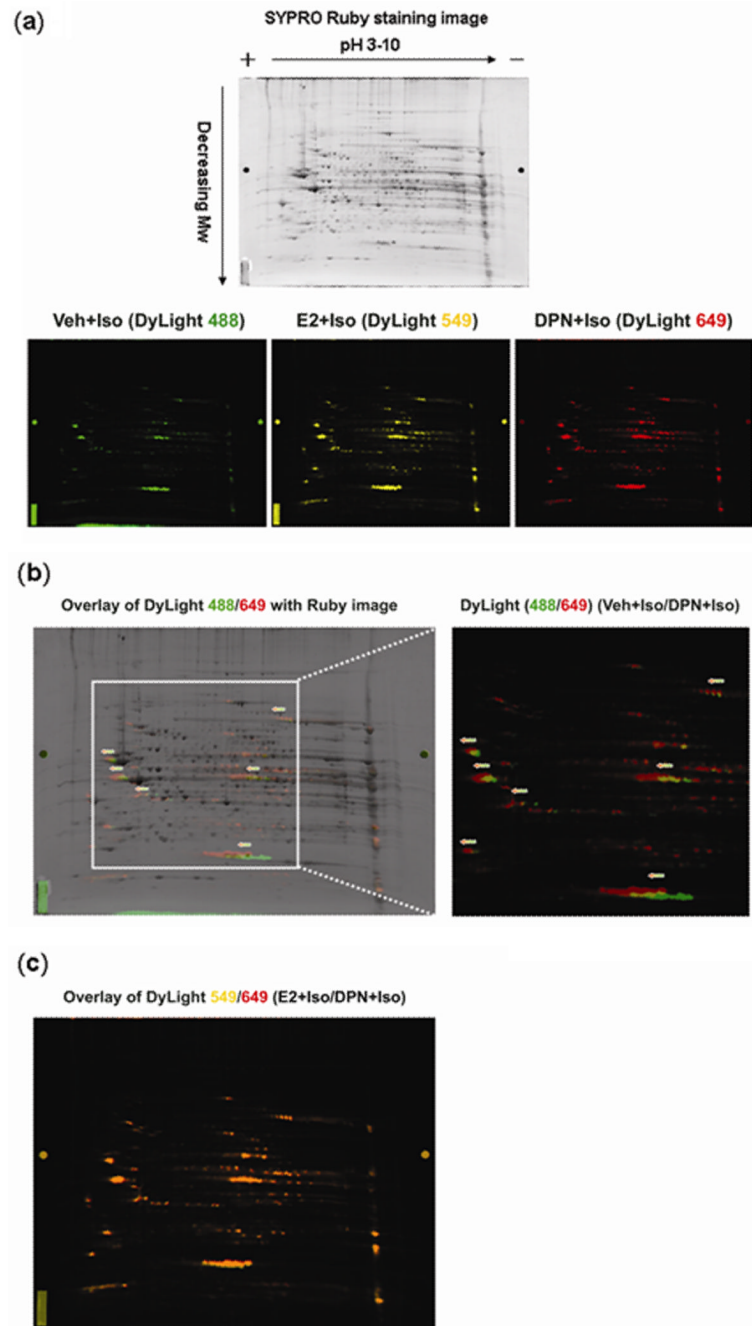 (a)
SYPRO Ruby staining image
pH 3-10
+
−
Decreasing Mw
Veh+Iso (DyLight 488)
E2+Iso (DyLight 549)
DPN+Iso (DyLight 649)
(b)
Overlay of DyLight 488/649 with Ruby image
DyLight (488/649) (Veh+Iso/DPN+Iso)
(c)
Overlay of DyLight 549/649 (E2+Iso/DPN+Iso)